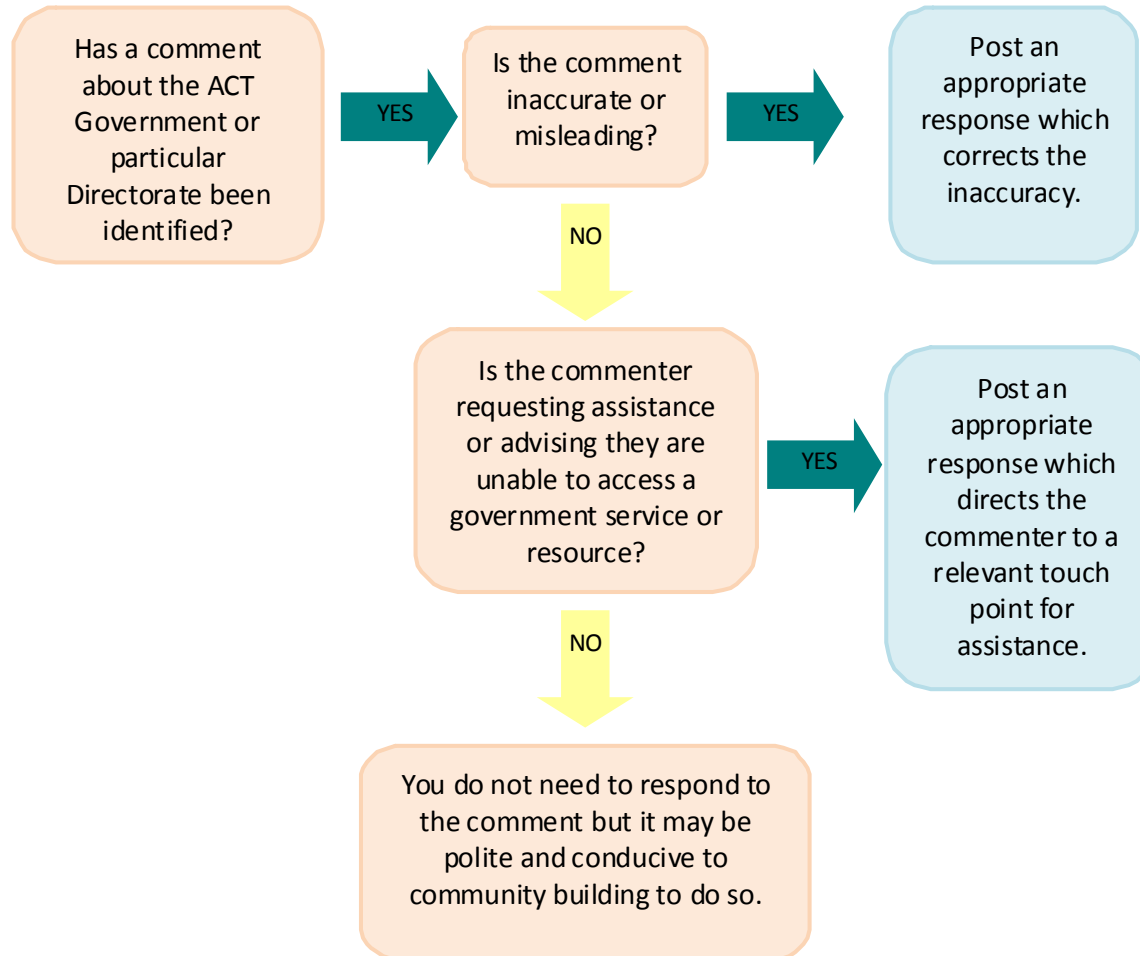 Has a comment
about the ACT
Government or
particular
Directorate been
identified?
YES
Is the comment
inaccurate or
misleading?
YES
Post an
appropriate
response which
corrects the
inaccuracy.
NO
Is the commenter
requesting assistance
or advising they are
unable to access a
government service or
resource?
YES
Post an
appropriate
response which
directs the
commenter to a
relevant touch
point for
assistance.
NO
You do not need to respond to
the comment but it may be
polite and conducive to
community building to do so.